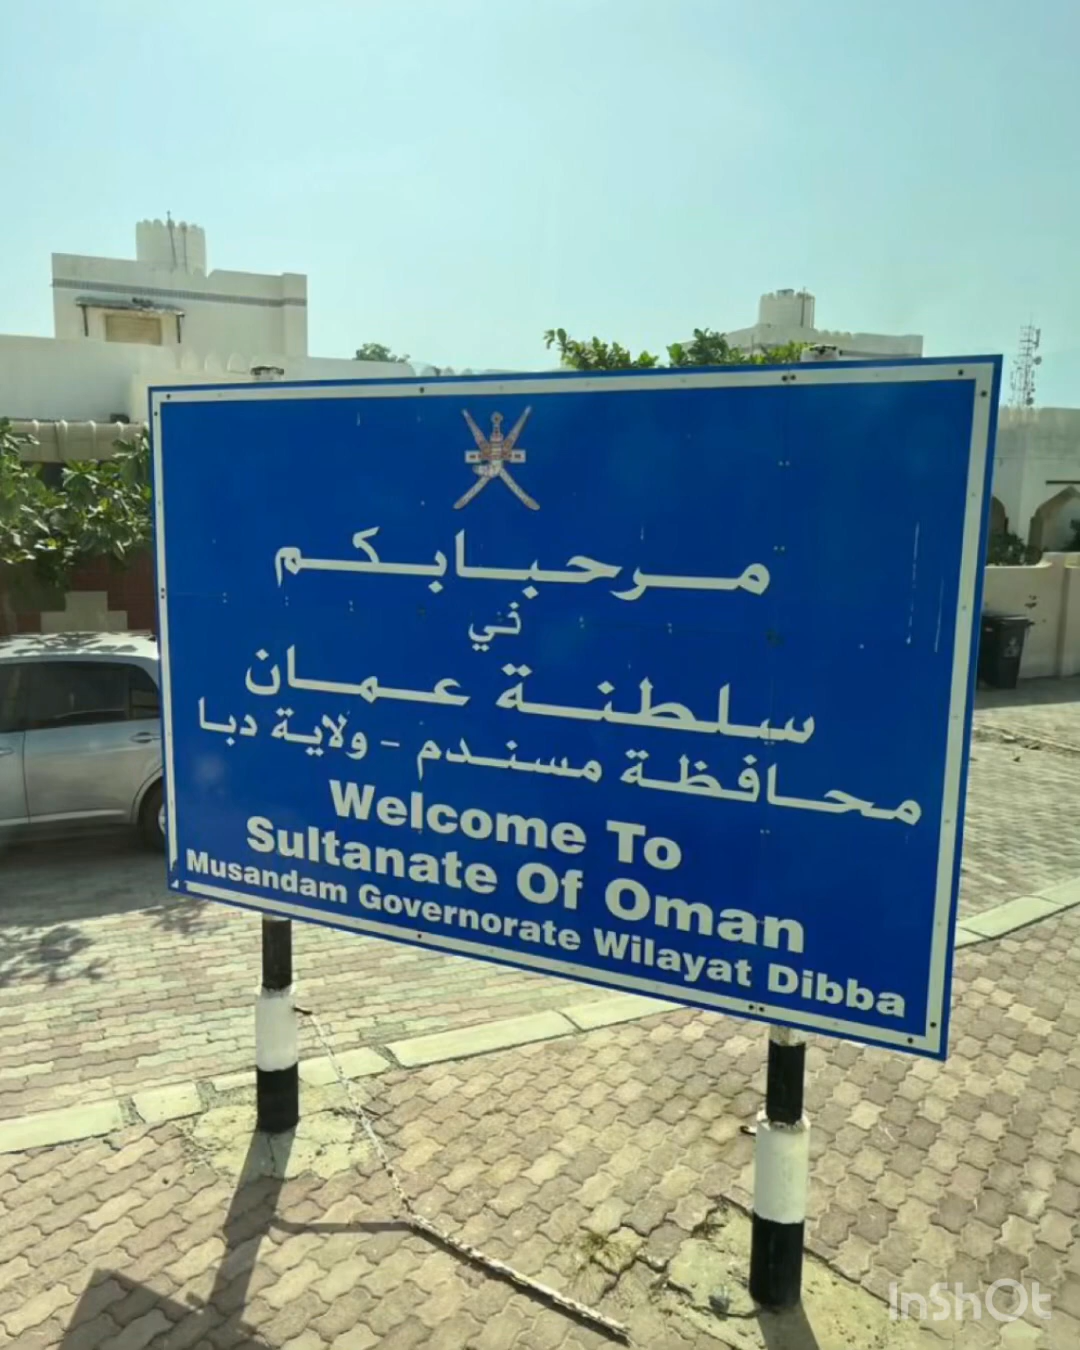 مرحبا بكم
في
سلطنة عمان
محافظة مسندم - ولاية دبا
Welcome To
Sultanate Of Oman
Musandam Governorate Wilayat Dibba
InShOt